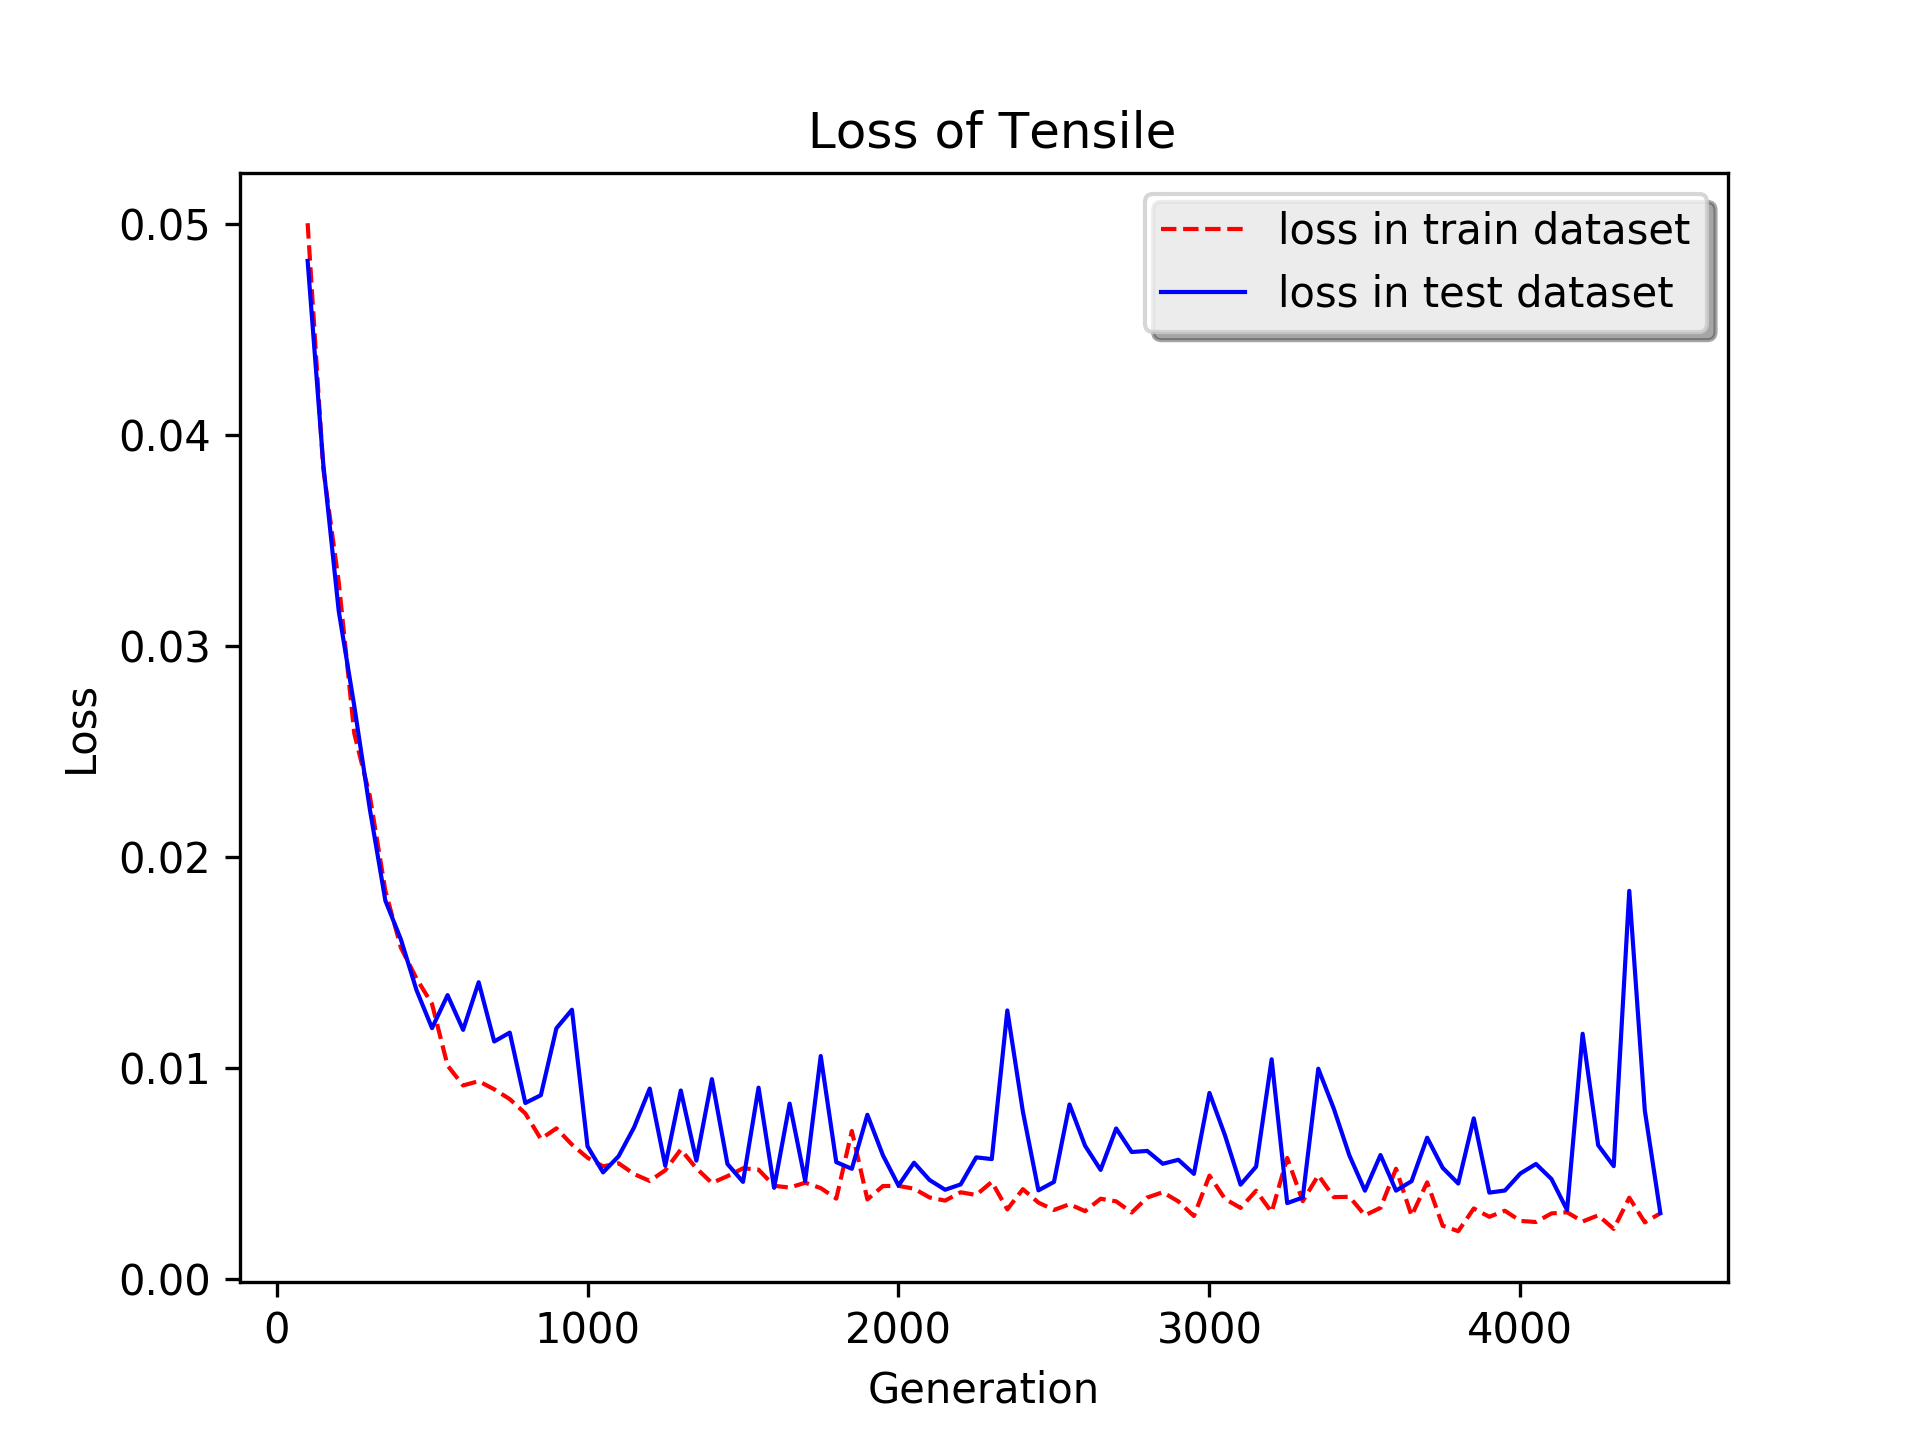 Loss of Tensile
loss in train dataset
loss in test dataset
0.05
0.04
0.03
0.02
0.01
0.00
Loss
0 1000 2000 3000 4000
Generation